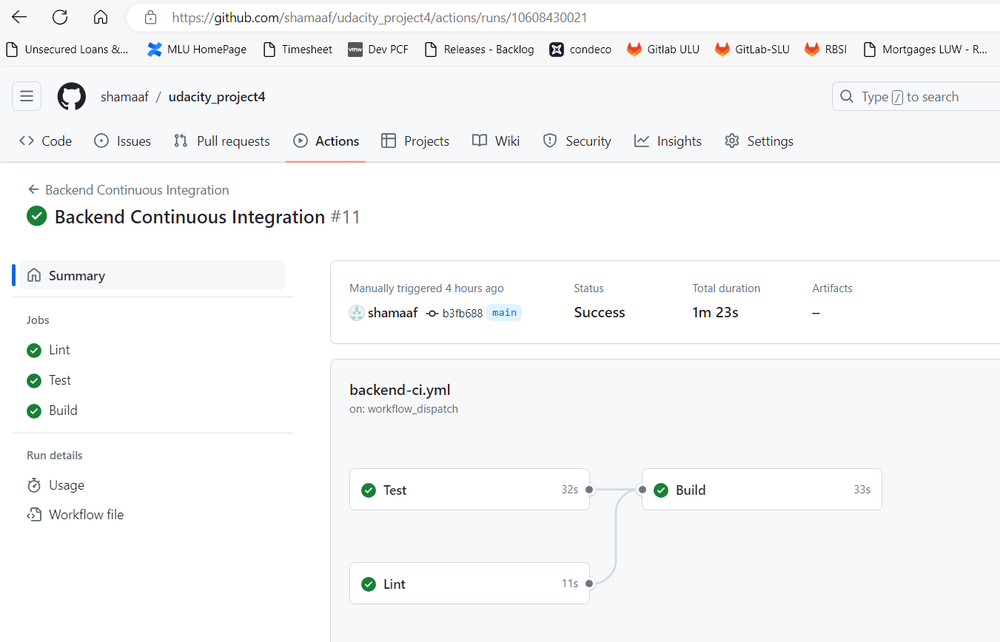 https://github.com/shamaaf/udacity_project4/actions/runs/10608430021
Unsecured Loans &... MLU HomePage Timesheet vmw Dev PCF Releases - Backlog condeco Gitlab ULU GitLab-SLU RBSI Mortgages LUW - R...
shamaaf / udacity_project4 Type / to search
Code Issues Pull requests Actions Projects Wiki Security Insights Settings
Backend Continuous Integration
Backend Continuous Integration #11
Summary
Jobs
Lint
Test
Build
Run details
Usage
Workflow file
Manually triggered 4 hours ago Status Total duration Artifacts
shamaaf b3fb688 main Success 1m 23s –
backend-ci.yml
on: workflow_dispatch
Test 32s Build 33s
Lint 11s